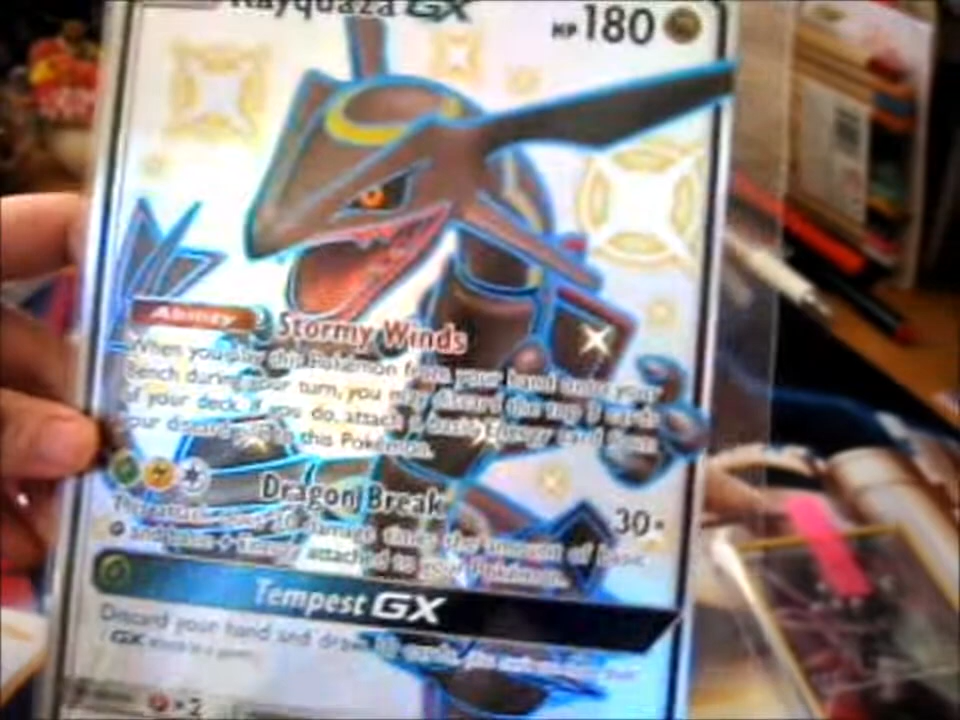 Rayquaza GX HP 180
Ability Stormy Winds
When you play this Pokémon from your hand onto your
Bench during your turn, you may discard the top 3 cards
of your deck. If you do, attach a basic Energy card from
your discard pile to this Pokémon.
Dragon Break 30×
This attack does 30 damage times the amount of basic
and basic Energy attached to your Pokémon.
Tempest GX
Discard your hand and draw 10 cards.
GX
×2